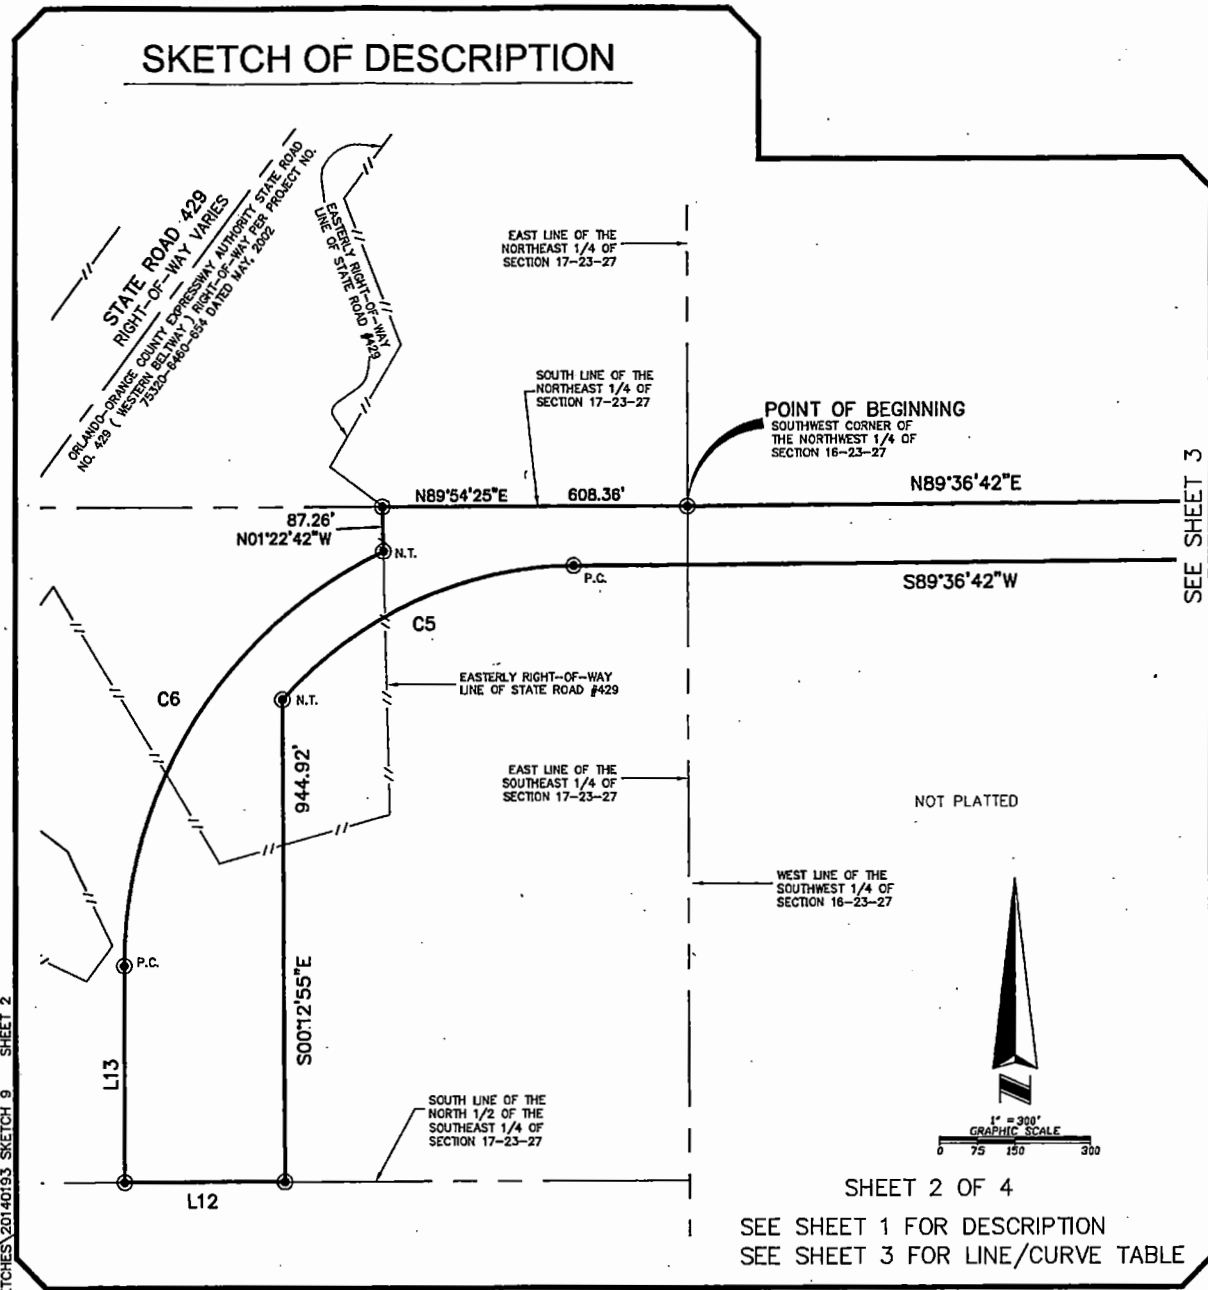 SKETCH OF DESCRIPTION
STATE ROAD 429
RIGHT-OF-WAY VARIES
ORLANDO-ORANGE COUNTY EXPRESSWAY AUTHORITY STATE ROAD
NO. 429 ( WESTERN BELTWAY ) RIGHT-OF-WAY PER PROJECT NO.
75320-6460-654 DATED MAY, 2002
EASTERLY RIGHT-OF-WAY
LINE OF STATE ROAD #429
EAST LINE OF THE
NORTHEAST 1/4 OF
SECTION 17-23-27
SOUTH LINE OF THE
NORTHEAST 1/4 OF
SECTION 17-23-27
POINT OF BEGINNING
SOUTHWEST CORNER OF
THE NORTHWEST 1/4 OF
SECTION 16-23-27
N89°54'25"E 608.36'
N89°36'42"E
SEE SHEET 3
87.26'
N01°22'42"W
N.T.
P.C.
S89°36'42"W
C5
C6
EASTERLY RIGHT-OF-WAY
LINE OF STATE ROAD #429
N.T.
944.92'
S00°12'55"E
EAST LINE OF THE
SOUTHEAST 1/4 OF
SECTION 17-23-27
NOT PLATTED
WEST LINE OF THE
SOUTHWEST 1/4 OF
SECTION 16-23-27
P.C.
L13
SOUTH LINE OF THE
NORTH 1/2 OF THE
SOUTHEAST 1/4 OF
SECTION 17-23-27
L12
N
1" = 300'
GRAPHIC SCALE
0 75 150 300
SHEET 2 OF 4
SEE SHEET 1 FOR DESCRIPTION
SEE SHEET 3 FOR LINE/CURVE TABLE
TCHES\20140193 SKETCH 9 SHEET 2